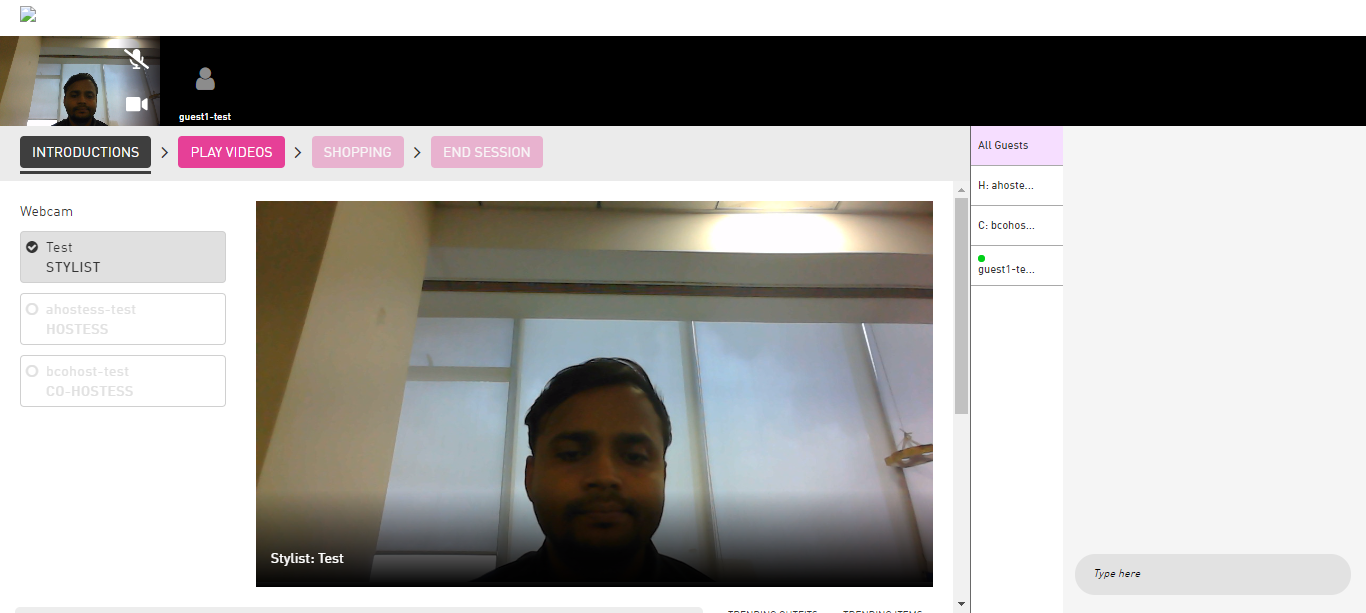 guest1-test
INTRODUCTIONS
PLAY VIDEOS
SHOPPING
END SESSION
All Guests
H: ahoste...
C: bcohos...
guest1-te...
Webcam
Test
STYLIST
ahostess-test
HOSTESS
bcohost-test
CO-HOSTESS
Stylist: Test
Type here
TRENDING OUTFITS
TRENDING ITEMS